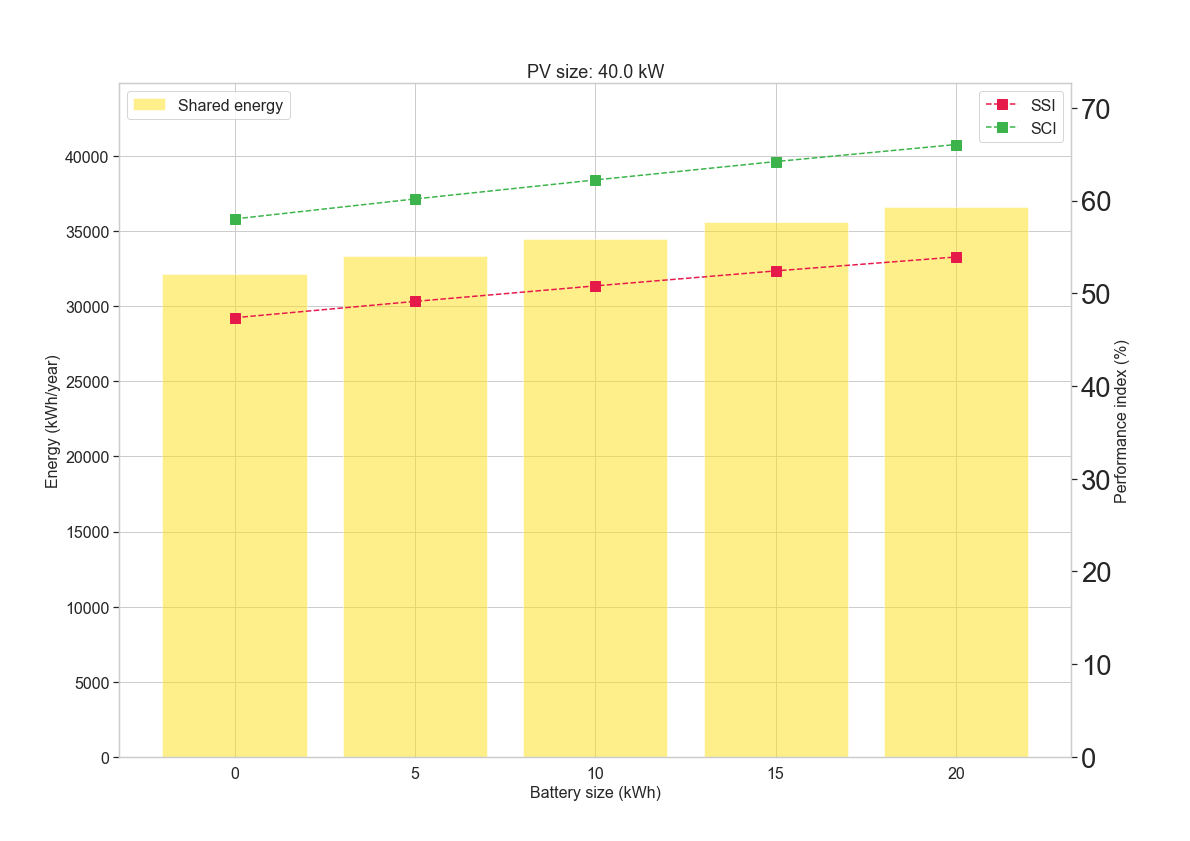 PV size: 40.0 kW
Shared energy
SSI
SCI
Energy (kWh/year)
40000
35000
30000
25000
20000
15000
10000
5000
0
70
60
50
40
30
20
10
0
Performance index (%)
0 5 10 15 20
Battery size (kWh)